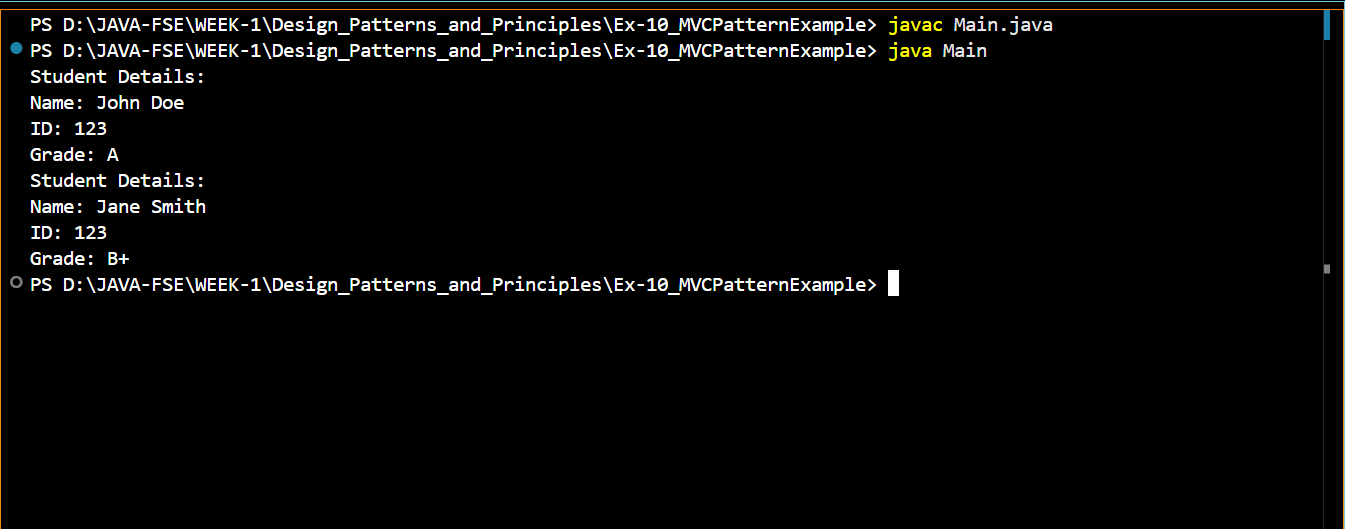 PS D:\JAVA-FSE\WEEK-1\Design_Patterns_and_Principles\Ex-10_MVCPatternExample> javac Main.java
PS D:\JAVA-FSE\WEEK-1\Design_Patterns_and_Principles\Ex-10_MVCPatternExample> java Main
Student Details:
Name: John Doe
ID: 123
Grade: A
Student Details:
Name: Jane Smith
ID: 123
Grade: B+
PS D:\JAVA-FSE\WEEK-1\Design_Patterns_and_Principles\Ex-10_MVCPatternExample>